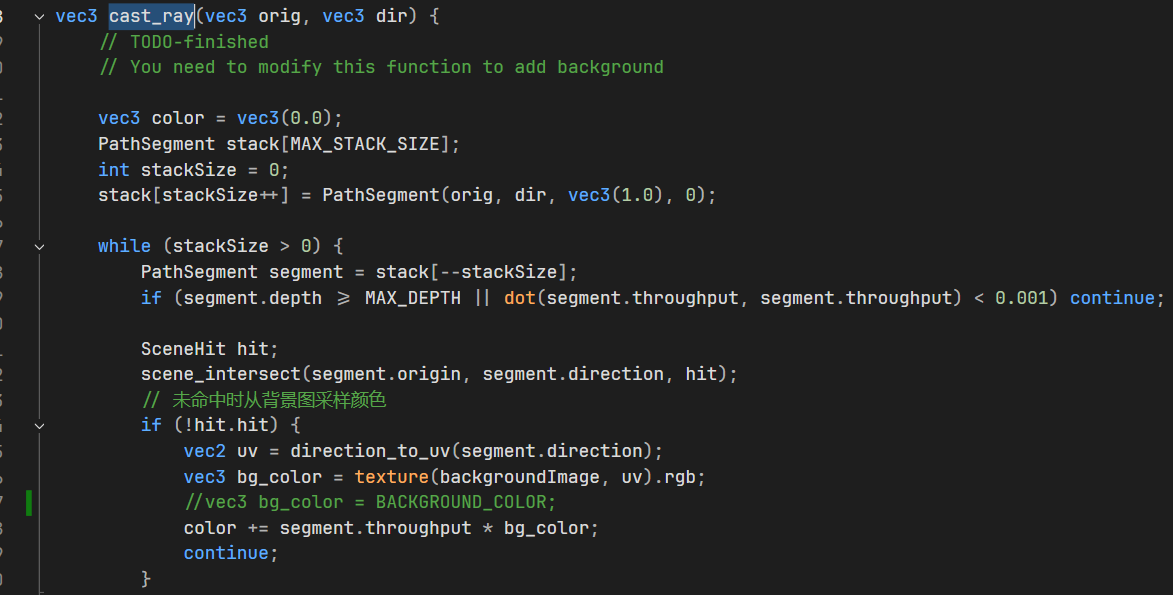 vec3 cast_ray(vec3 orig, vec3 dir) {
// TODO-finished
// You need to modify this function to add background
vec3 color = vec3(0.0);
PathSegment stack[MAX_STACK_SIZE];
int stackSize = 0;
stack[stackSize++] = PathSegment(orig, dir, vec3(1.0), 0);
while (stackSize > 0) {
PathSegment segment = stack[--stackSize];
if (segment.depth >= MAX_DEPTH || dot(segment.throughput, segment.throughput) < 0.001) continue;
SceneHit hit;
scene_intersect(segment.origin, segment.direction, hit);
// 未命中时从背景图采样颜色
if (!hit.hit) {
vec2 uv = direction_to_uv(segment.direction);
vec3 bg_color = texture(backgroundImage, uv).rgb;
//vec3 bg_color = BACKGROUND_COLOR;
color += segment.throughput * bg_color;
continue;
}